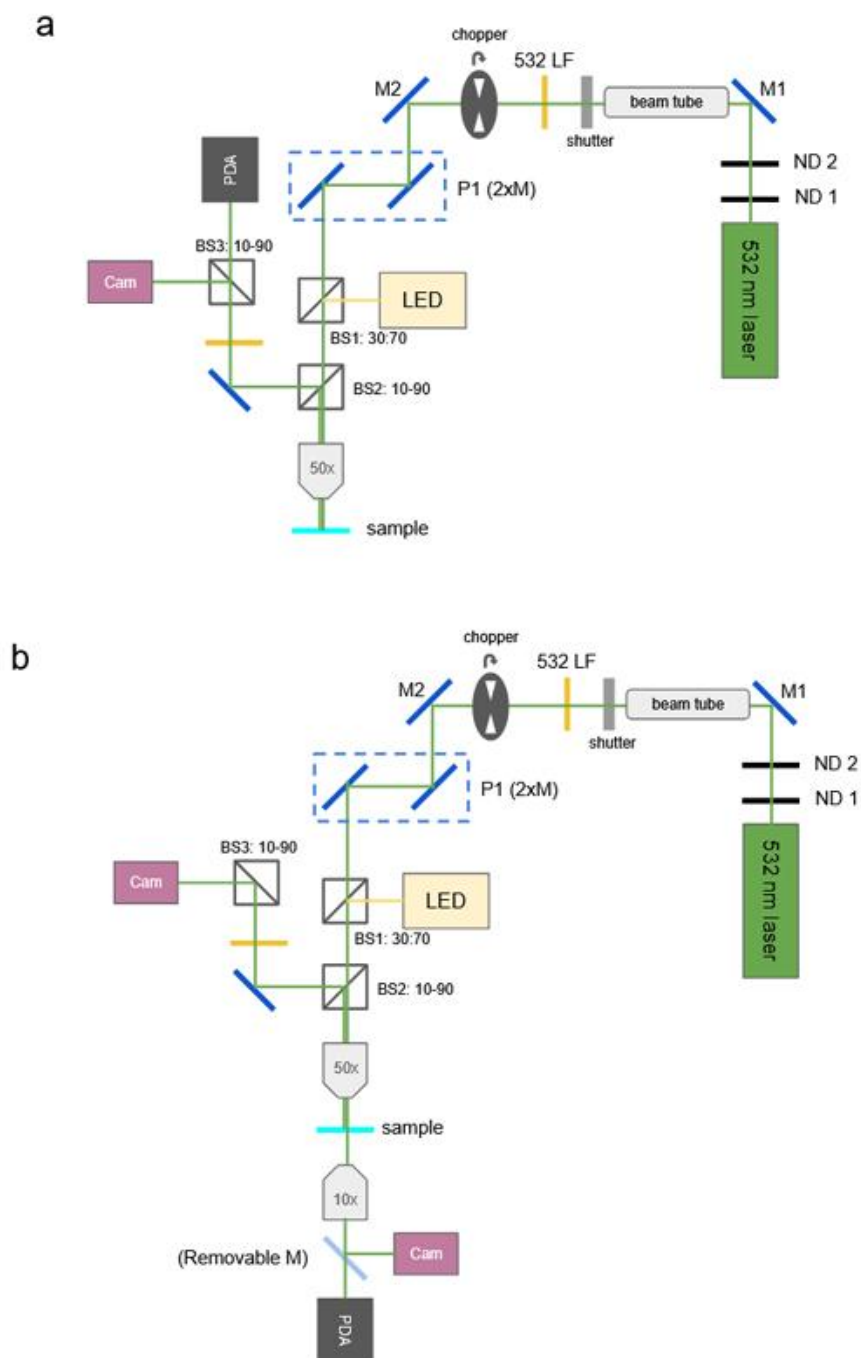 a
chopper
532 LF
M2
M1
beam tube
shutter
PDA
ND 2
P1 (2xM)
ND 1
BS3: 10-90
532 nm laser
Cam
LED
BS1: 30:70
BS2: 10-90
50x
sample
b
chopper
532 LF
M2
M1
beam tube
shutter
ND 2
P1 (2xM)
ND 1
BS3: 10-90
532 nm laser
Cam
LED
BS1: 30:70
BS2: 10-90
50x
sample
10x
(Removable M)
Cam
PDA